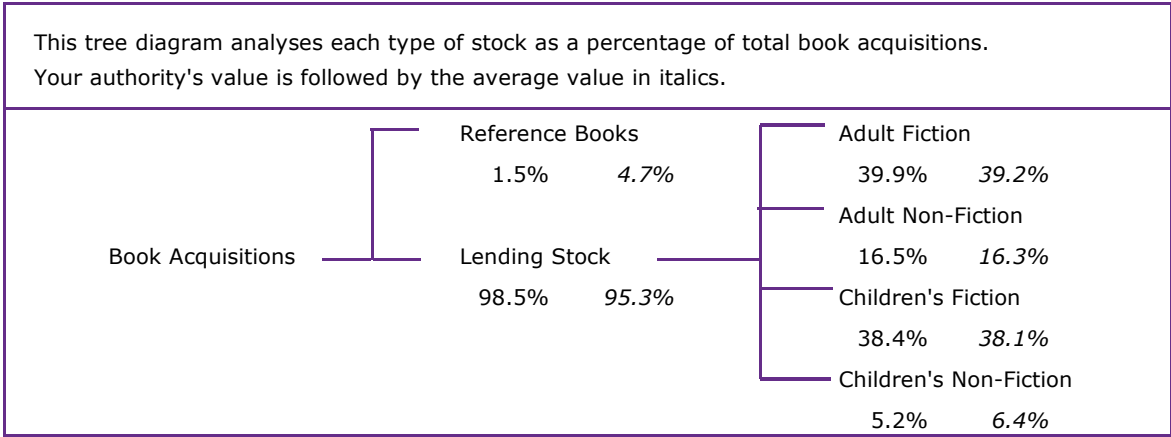 This tree diagram analyses each type of stock as a percentage of total book acquisitions.
Your authority's value is followed by the average value in italics.
Reference Books
1.5% 4.7%
Book Acquisitions
Lending Stock
98.5% 95.3%
Adult Fiction
39.9% 39.2%
Adult Non-Fiction
16.5% 16.3%
Children's Fiction
38.4% 38.1%
Children's Non-Fiction
5.2% 6.4%